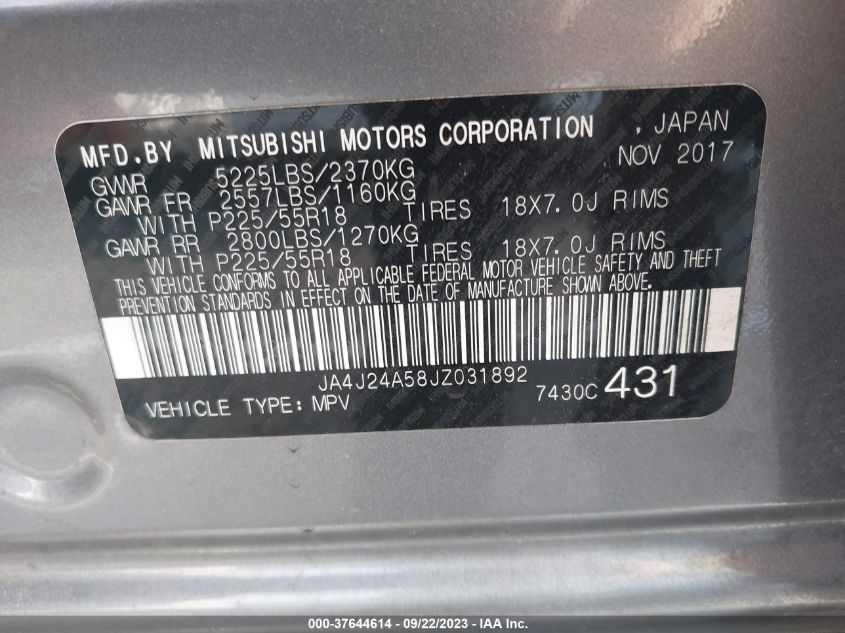 MFD.BY MITSUBISHI MOTORS CORPORATION , JAPAN
GVWR 5225LBS/2370KG NOV 2017
GAWR FR 2557LBS/1160KG
WITH P225/55R18 TIRES 18X7.0J RIMS
GAWR RR 2800LBS/1270KG
WITH P225/55R18 TIRES 18X7.0J RIMS
THIS VEHICLE CONFORMS TO ALL APPLICABLE FEDERAL MOTOR VEHICLE SAFETY AND THEFT
PREVENTION STANDARDS IN EFFECT ON THE DATE OF MANUFACTURE SHOWN ABOVE.
JA4J24A58JZ031892
VEHICLE TYPE: MPV 7430C 431
000-37644614 - 09/22/2023 - IAAI, Inc.